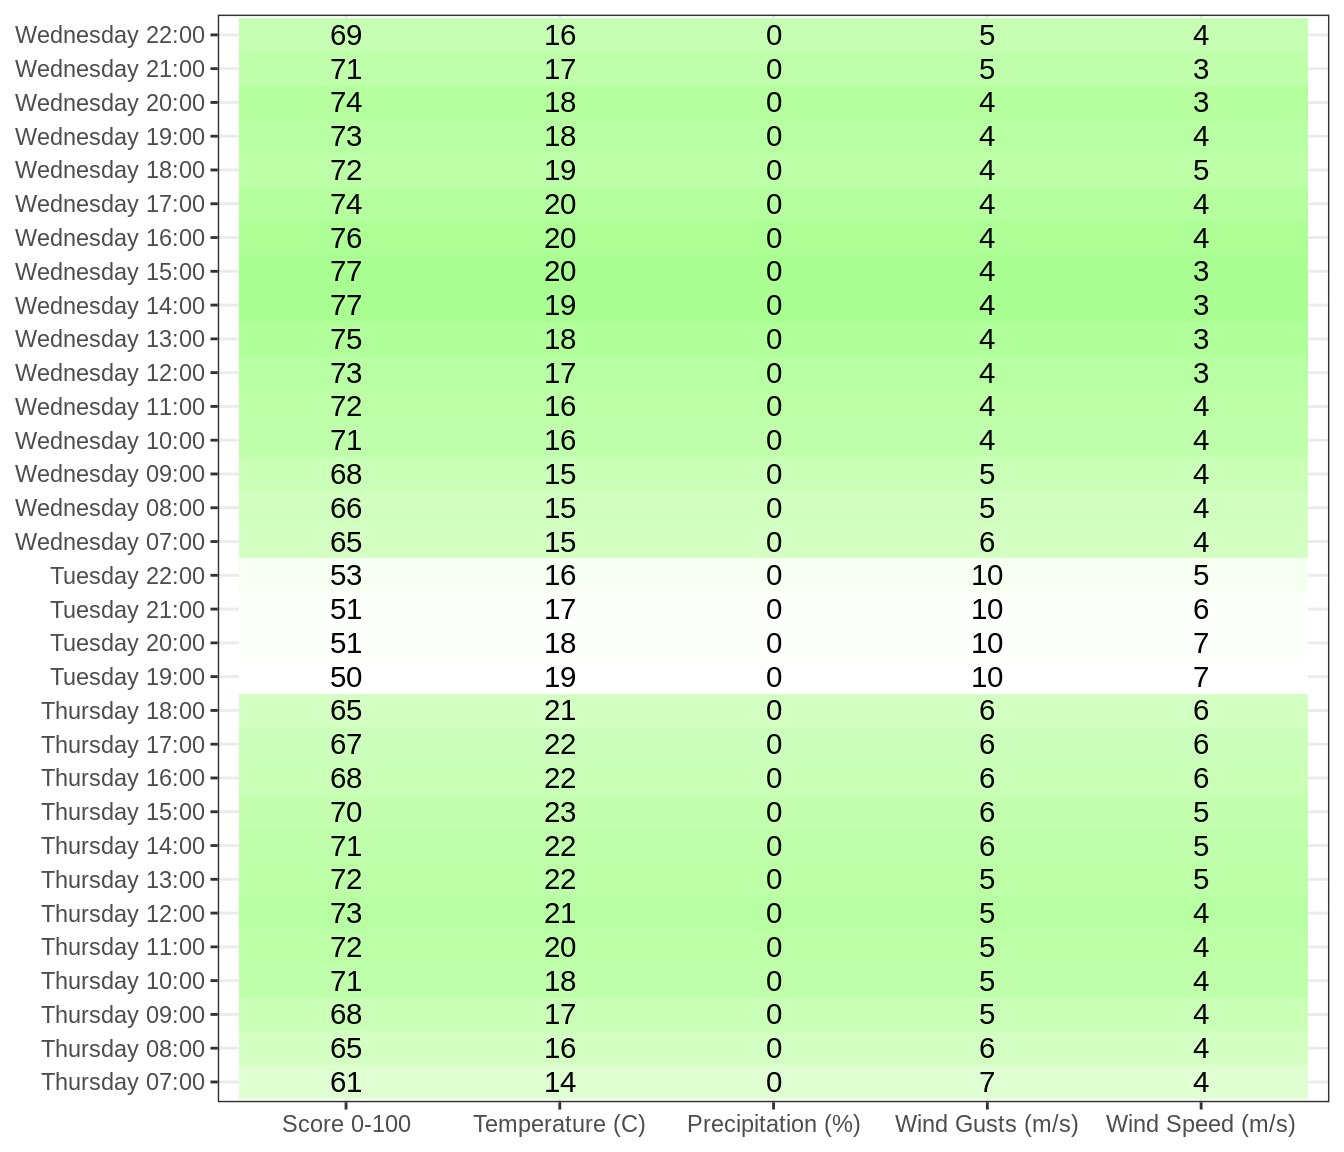 Wednesday 22:00 69 16 0 5 4
Wednesday 21:00 71 17 0 5 3
Wednesday 20:00 74 18 0 4 3
Wednesday 19:00 73 18 0 4 4
Wednesday 18:00 72 19 0 4 5
Wednesday 17:00 74 20 0 4 4
Wednesday 16:00 76 20 0 4 4
Wednesday 15:00 77 20 0 4 3
Wednesday 14:00 77 19 0 4 3
Wednesday 13:00 75 18 0 4 3
Wednesday 12:00 73 17 0 4 3
Wednesday 11:00 72 16 0 4 4
Wednesday 10:00 71 16 0 4 4
Wednesday 09:00 68 15 0 5 4
Wednesday 08:00 66 15 0 5 4
Wednesday 07:00 65 15 0 6 4
Tuesday 22:00 53 16 0 10 5
Tuesday 21:00 51 17 0 10 6
Tuesday 20:00 51 18 0 10 7
Tuesday 19:00 50 19 0 10 7
Thursday 18:00 65 21 0 6 6
Thursday 17:00 67 22 0 6 6
Thursday 16:00 68 22 0 6 6
Thursday 15:00 70 23 0 6 5
Thursday 14:00 71 22 0 6 5
Thursday 13:00 72 22 0 5 5
Thursday 12:00 73 21 0 5 4
Thursday 11:00 72 20 0 5 4
Thursday 10:00 71 18 0 5 4
Thursday 09:00 68 17 0 5 4
Thursday 08:00 65 16 0 6 4
Thursday 07:00 61 14 0 7 4
Score 0-100 Temperature (C) Precipitation (%) Wind Gusts (m/s) Wind Speed (m/s)